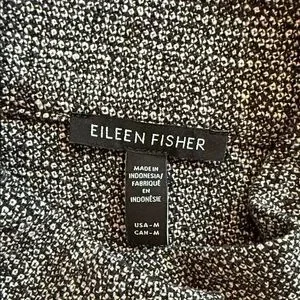 EILEEN FISHER
MADE IN
INDONESIA/
FABRIQUÉ
EN
INDONÉSIE
USA-M
CAN-M